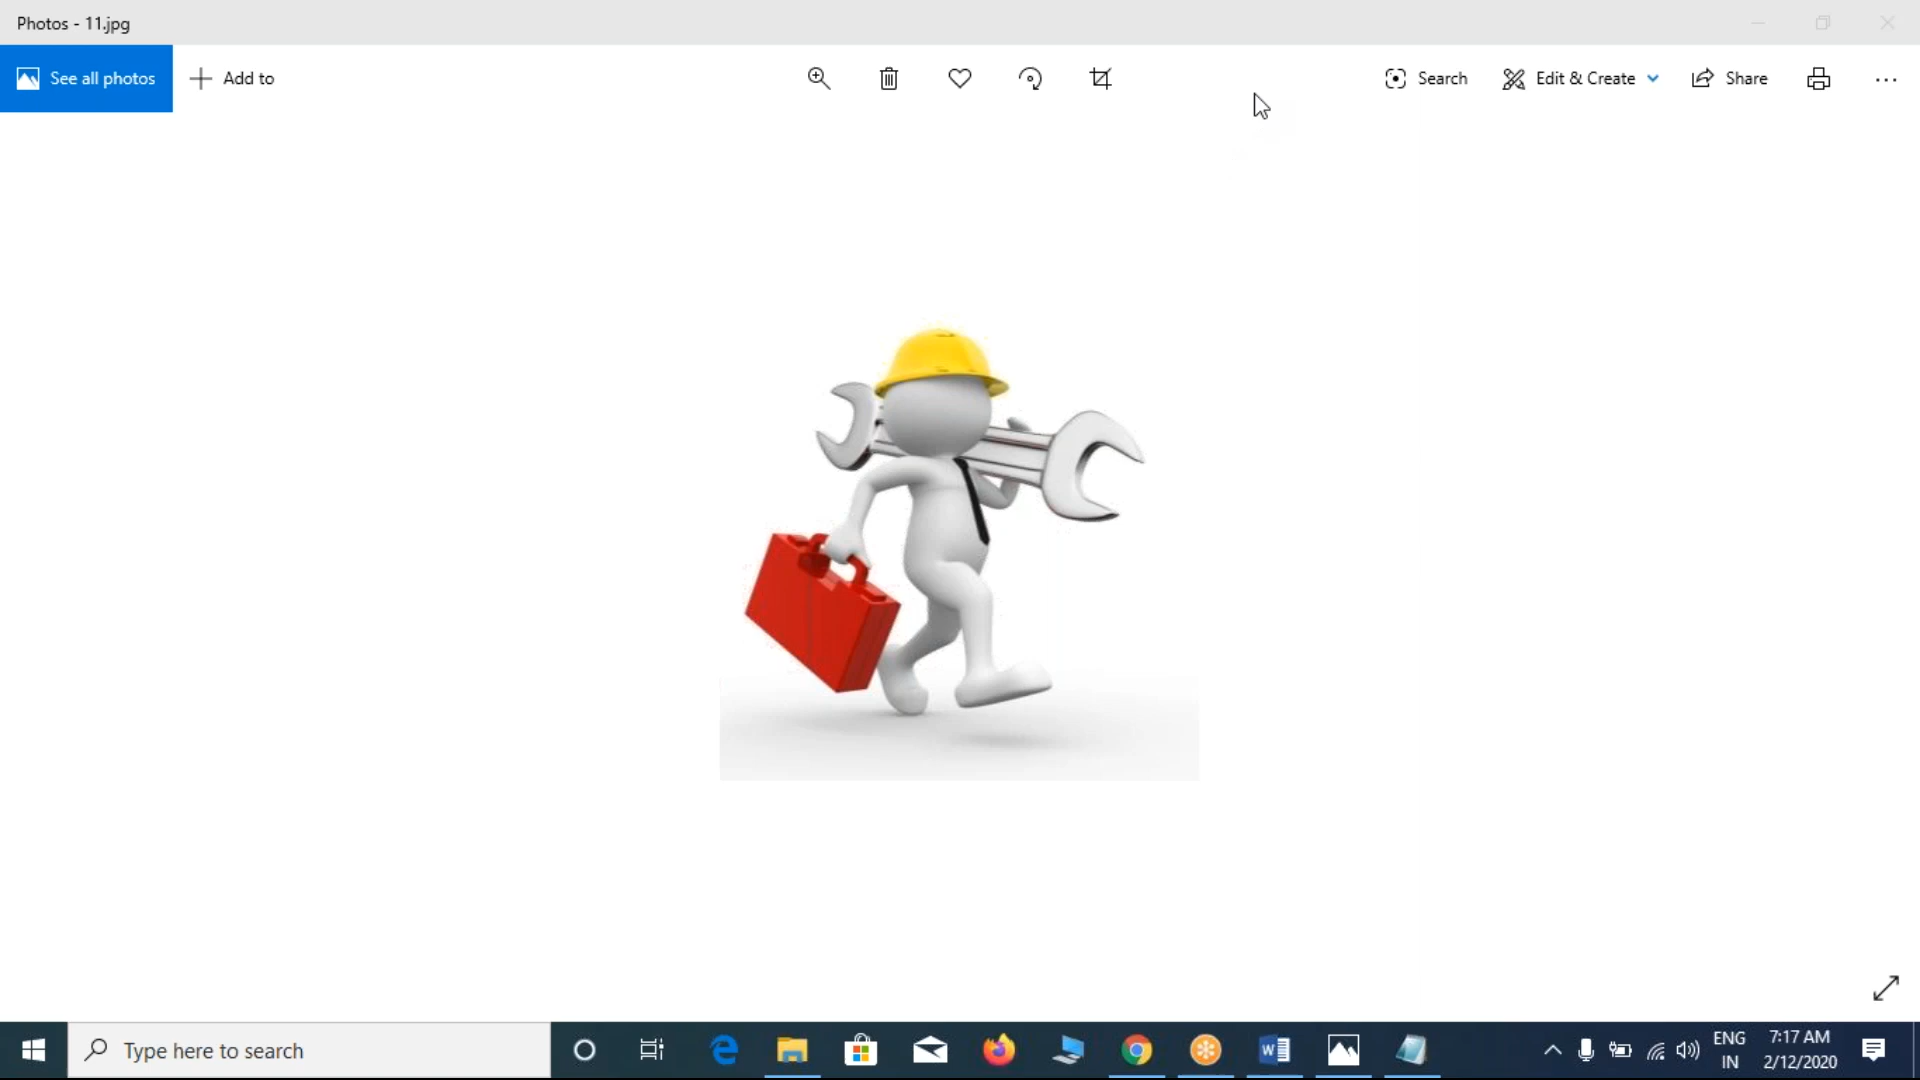 Photos - 11.jpg
See all photos
Add to
Search
Edit & Create
Share
Type here to search
ENG
IN
7:17 AM
2/12/2020